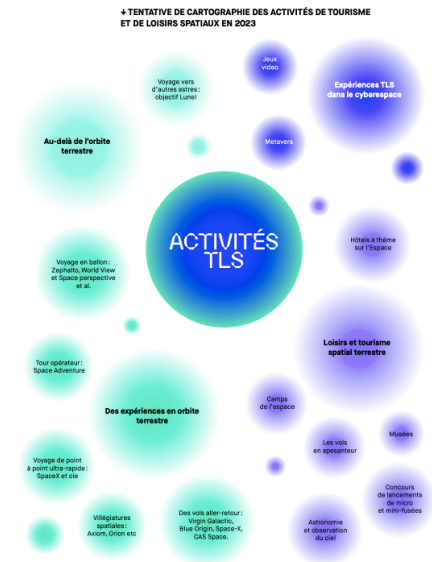 ↓ TENTATIVE DE CARTOGRAPHIE DES ACTIVITÉS DE TOURISME
ET DE LOISIRS SPATIAUX EN 2023
Jeux
video
Voyage vers
d'autres astres :
objectif Lune!
Expériences TLS
dans le cyberespace
Au-delà de l'orbite
terrestre
Metavers
ACTIVITÉS
TLS
Hôtels à thème
sur l'Espace
Voyage en ballon :
Zephalto, World View
et Space perspective
et al.
Loisirs et tourisme
spatial terrestre
Tour opérateur :
Space Adventure
Des expériences en orbite
terrestre
Camps
de l'espace
Musées
Les vols
en apesanteur
Voyage de point
à point ultra-rapide :
SpaceX et cie
Concours
de lancements
de micro
et mini-fusées
Villégiatures
spatiales :
Axiom, Orion etc
Des vols aller-retour :
Virgin Galactic,
Blue Origin, Space-X,
CAS Space.
Astronomie
et observation
du ciel